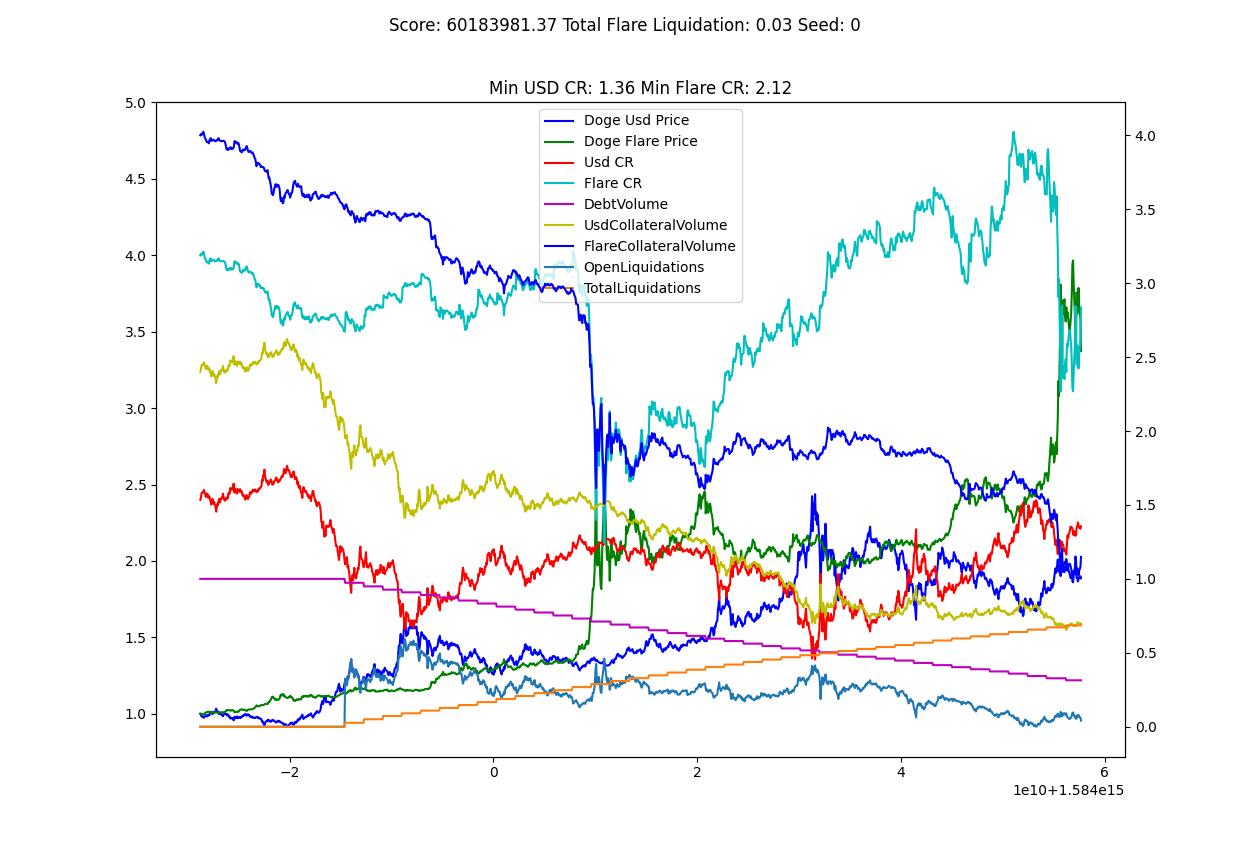 Score: 60183981.37 Total Flare Liquidation: 0.03 Seed: 0
Min USD CR: 1.36 Min Flare CR: 2.12
5.0
4.5
4.0
3.5
3.0
2.5
2.0
1.5
1.0
Doge Usd Price
Doge Flare Price
Usd CR
Flare CR
DebtVolume
UsdCollateralVolume
FlareCollateralVolume
OpenLiquidations
TotalLiquidations
4.0
3.5
3.0
2.5
2.0
1.5
1.0
0.5
0.0
−2 0 2 4 6
1e10+1.584e15